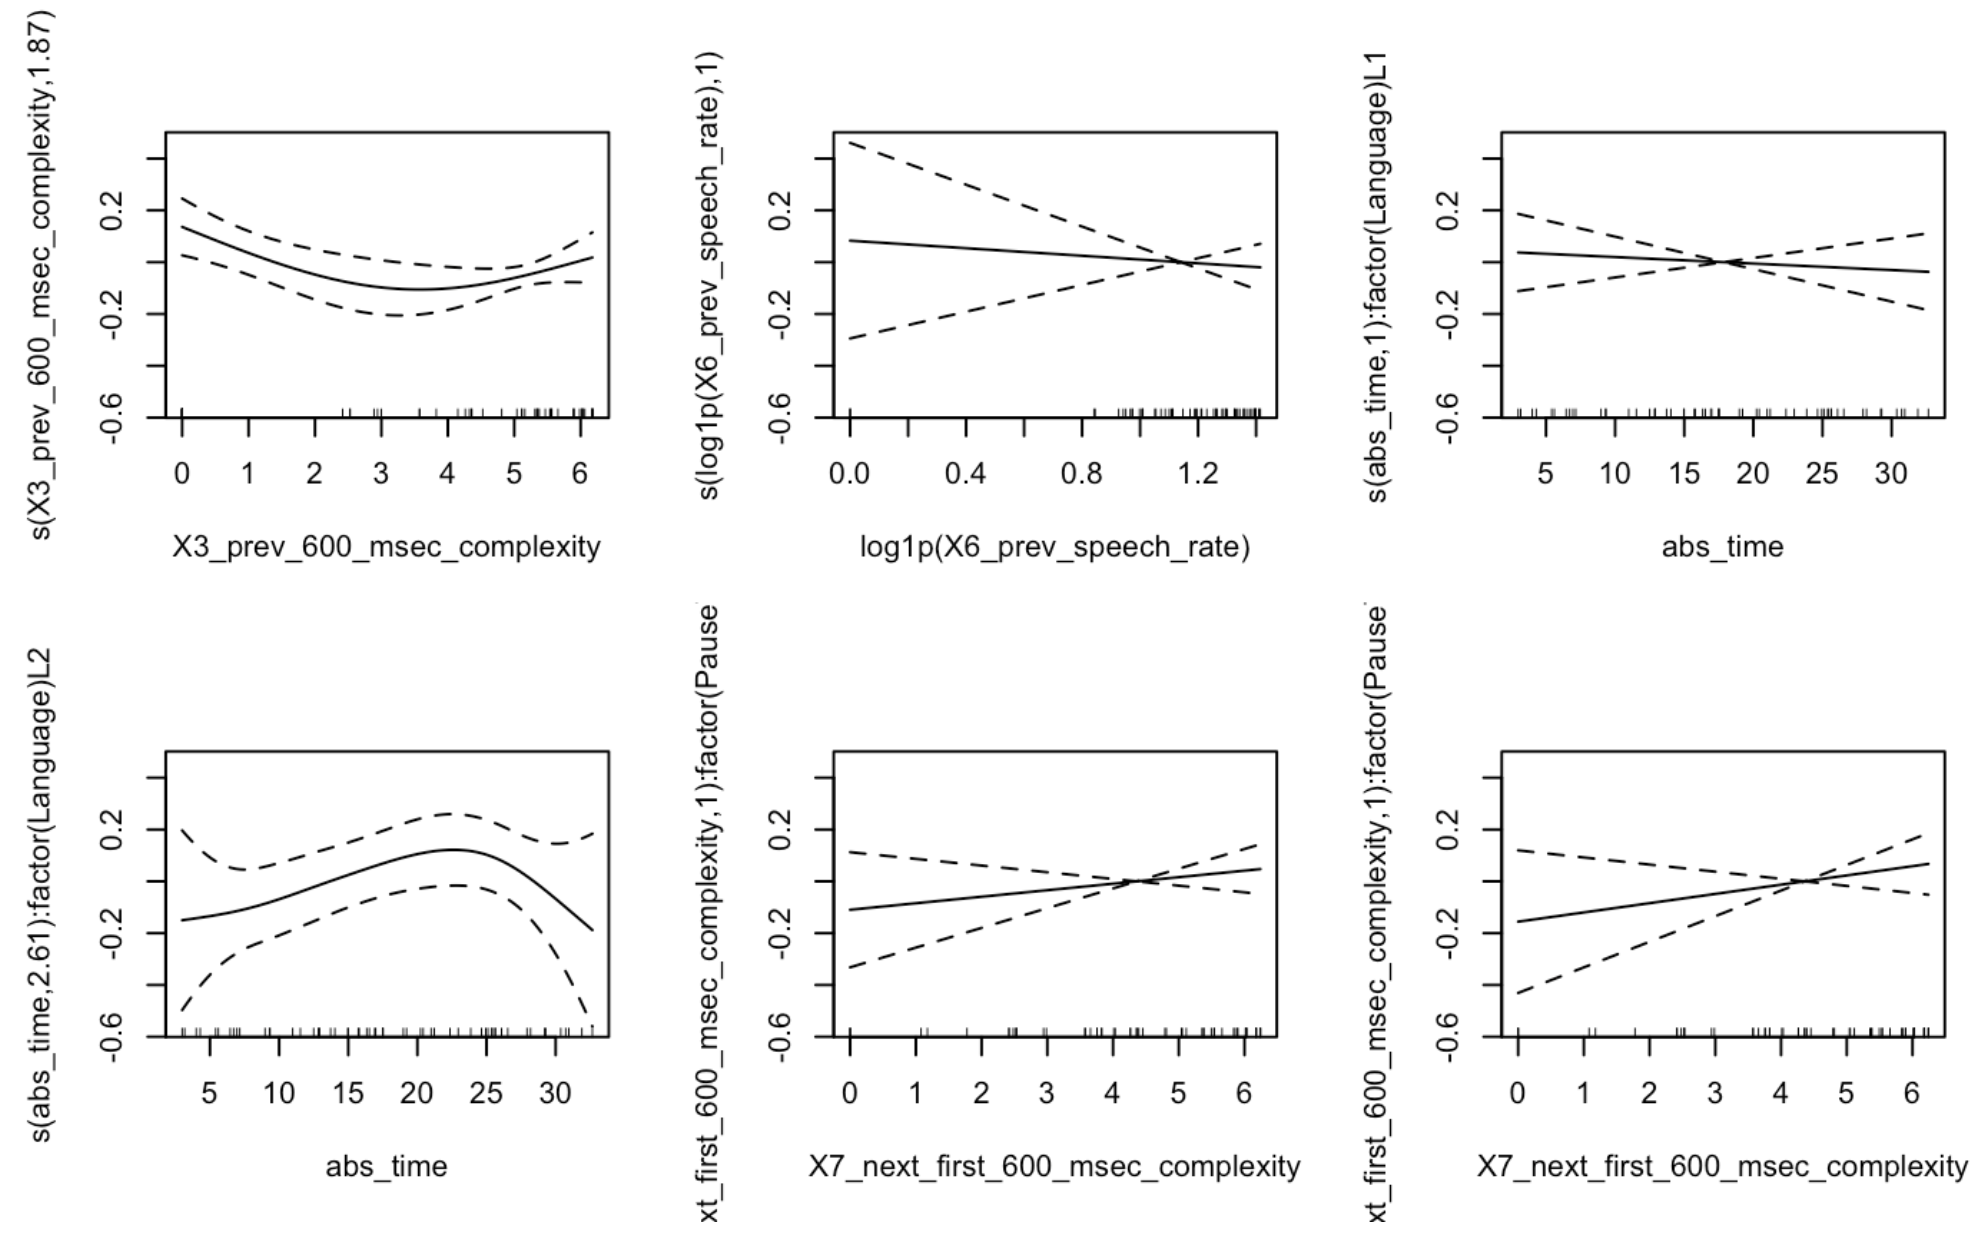 s(X3_prev_600_msec_complexity,1.87)
0.2
-0.2
-0.6
0 1 2 3 4 5 6
X3_prev_600_msec_complexity
s(log1p(X6_prev_speech_rate),1)
0.2
-0.2
-0.6
0.0 0.4 0.8 1.2
log1p(X6_prev_speech_rate)
s(abs_time,1):factor(Language)L1
0.2
-0.2
-0.6
5 10 15 20 25 30
abs_time
s(abs_time,2.61):factor(Language)L2
0.2
-0.2
-0.6
5 10 15 20 25 30
abs_time
xt_first_600_msec_complexity,1):factor(Pause
0.2
-0.2
-0.6
0 1 2 3 4 5 6
X7_next_first_600_msec_complexity
xt_first_600_msec_complexity,1):factor(Pause
0.2
-0.2
-0.6
0 1 2 3 4 5 6
X7_next_first_600_msec_complexity